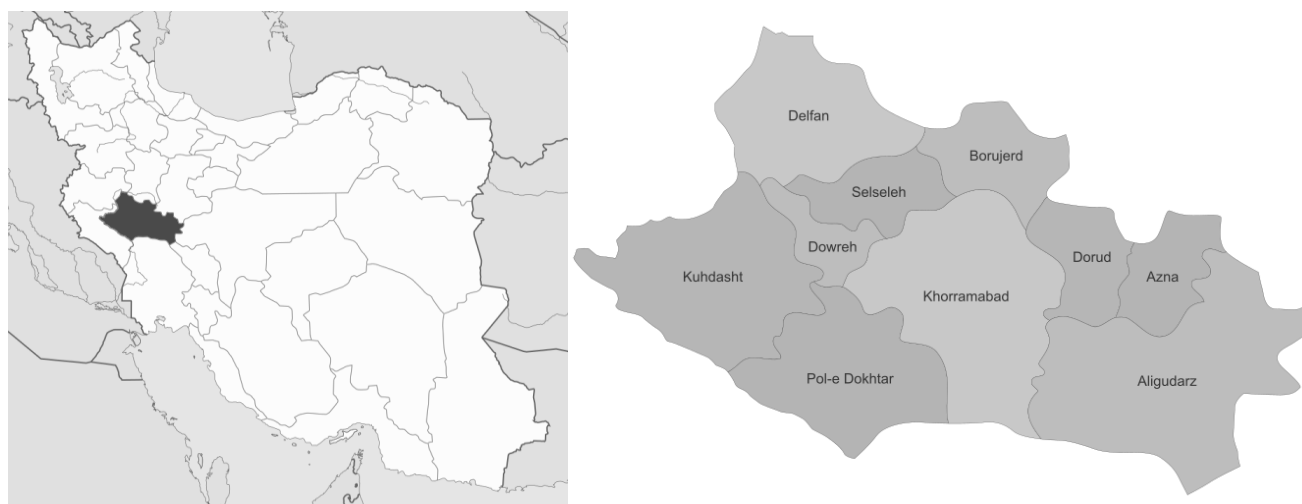 Delfan
Borujerd
Selseleh
Dowreh
Kuhdasht
Dorud
Azna
Khorramabad
Pol-e Dokhtar
Aligudarz